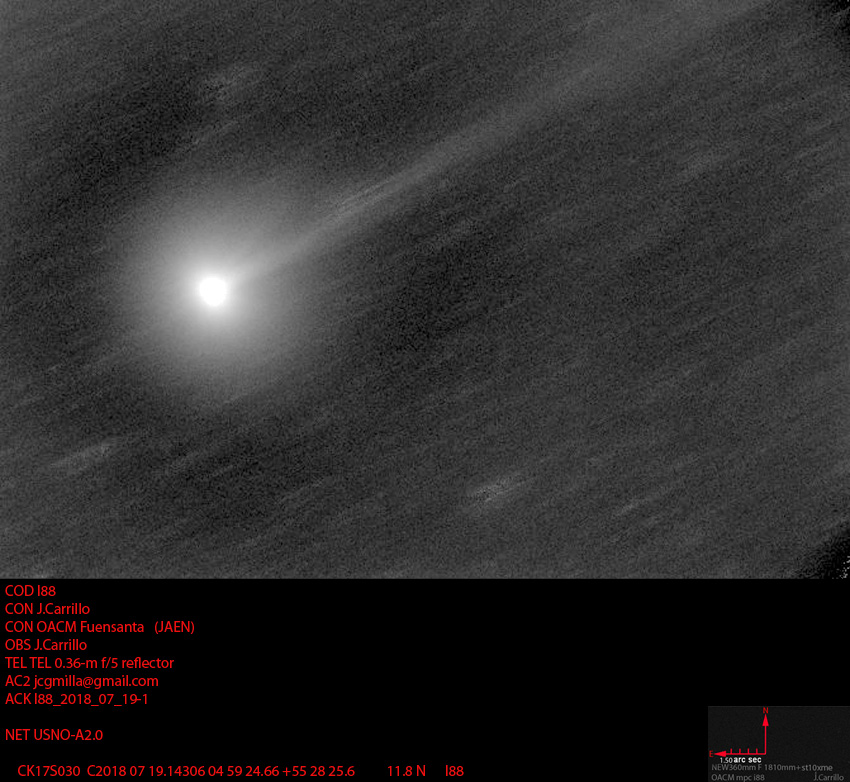 COD I88
CON J.Carrillo
CON OACM Fuensanta (JAEN)
OBS J.Carrillo
TEL TEL 0.36-m f/5 reflector
AC2 jcgmilla@gmail.com
ACK I88_2018_07_19-1
NET USNO-A2.0
CK17S030 C2018 07 19.14306 04 59 24.66 +55 28 25.6 11.8 N I88
N
E
1.50 arc sec
NEW360mm F 1810mm+st10xme
OACM mpc i88 J.Carrillo